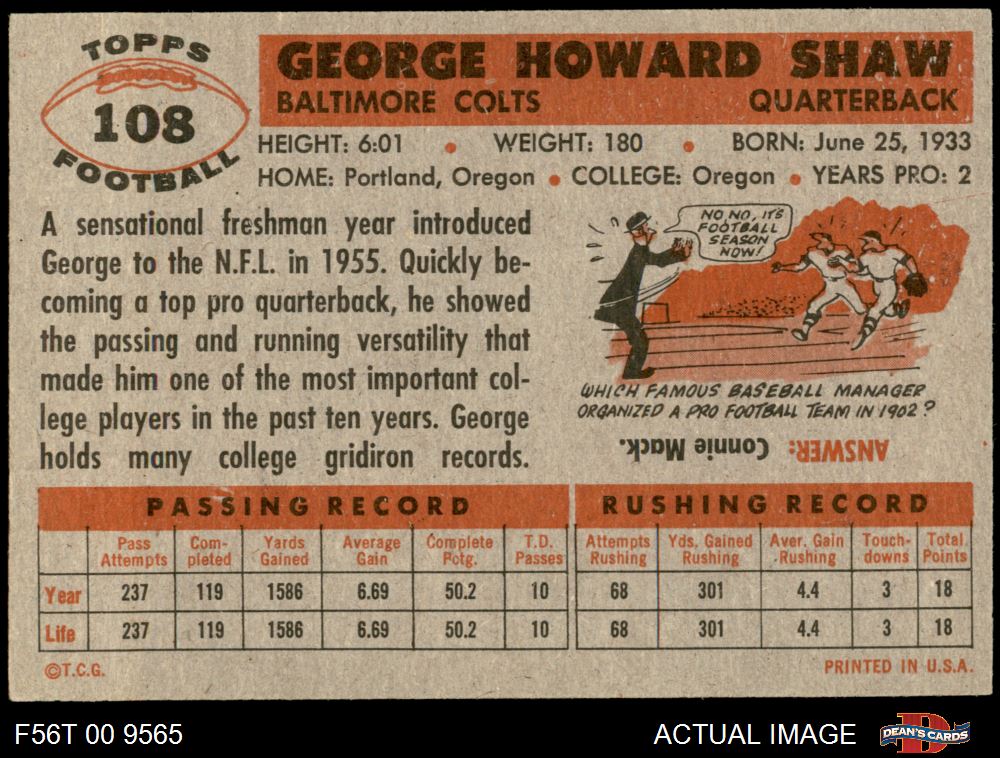 TOPPS
108
FOOTBALL
GEORGE HOWARD SHAW
BALTIMORE COLTS QUARTERBACK
HEIGHT: 6:01 • WEIGHT: 180 • BORN: June 25, 1933
HOME: Portland, Oregon • COLLEGE: Oregon • YEARS PRO: 2
A sensational freshman year introduced
George to the N.F.L. in 1955. Quickly be-
coming a top pro quarterback, he showed
the passing and running versatility that
made him one of the most important col-
lege players in the past ten years. George
holds many college gridiron records.
NO, NO, IT'S
FOOTBALL
SEASON
NOW!
WHICH FAMOUS BASEBALL MANAGER
ORGANIZED A PRO FOOTBALL TEAM IN 1902?
ANSWER: Connie Mack.
PASSING RECORD
Pass Attempts Com-pleted Yards Gained Average Gain Complete Pctg. T.D. Passes
Year 237 119 1586 6.69 50.2 10
Life 237 119 1586 6.69 50.2 10
RUSHING RECORD
Attempts Rushing Yds. Gained Rushing Aver. Gain Rushing Touch-downs Total Points
68 301 4.4 3 18
68 301 4.4 3 18
©T.C.G. PRINTED IN U.S.A.
F56T 00 9565 ACTUAL IMAGE D DEAN'S CARDS